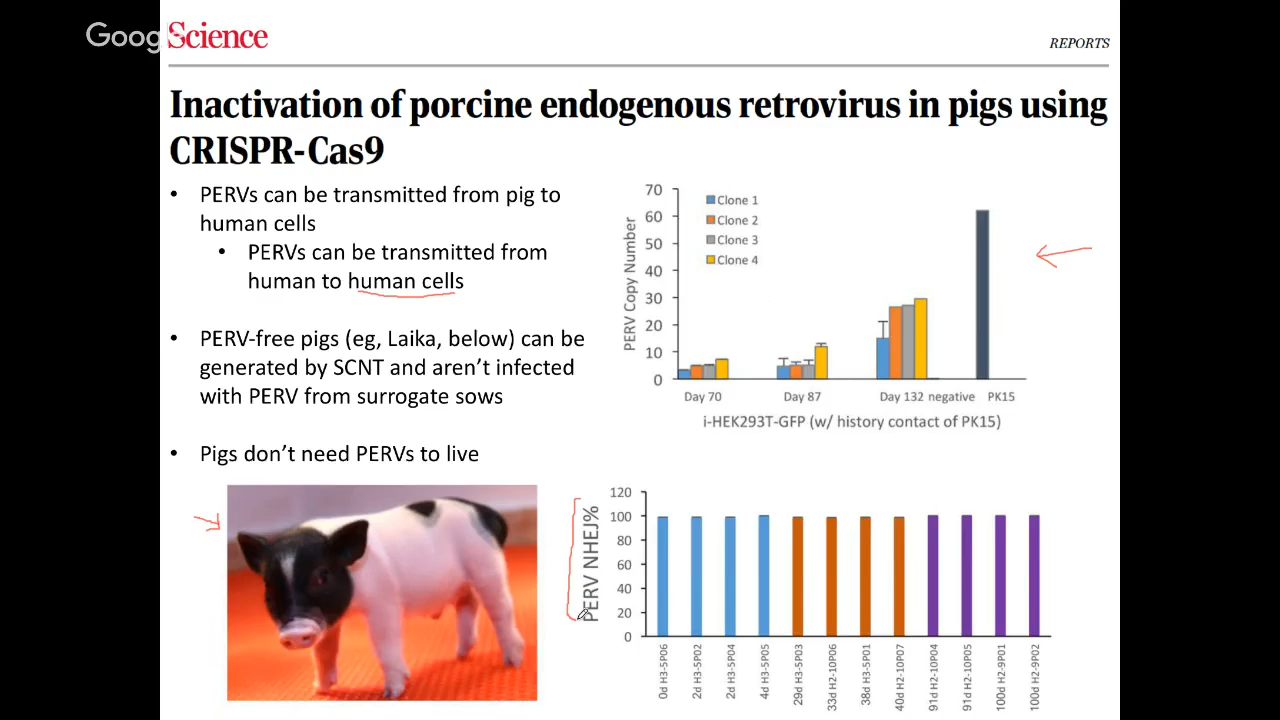 Goog
Science
REPORTS
Inactivation of porcine endogenous retrovirus in pigs using
CRISPR-Cas9
• PERVs can be transmitted from pig to
human cells
• PERVs can be transmitted from
human to human cells
• PERV-free pigs (eg, Laika, below) can be
generated by SCNT and aren't infected
with PERV from surrogate sows
• Pigs don't need PERVs to live
PERV Copy Number
70
60
50
40
30
20
10
0
Clone 1
Clone 2
Clone 3
Clone 4
Day 70 Day 87 Day 132 negative PK15
i-HEK293T-GFP (w/ history contact of PK15)
PERV NHEJ%
120
100
80
60
40
20
0
0d H3-5P06
2d H3-5P02
2d H3-5P04
4d H3-5P05
29d H3-5P03
33d H2-10P06
38d H3-5P01
40d H2-10P07
91d H2-10P04
91d H2-10P05
100d H2-9P01
100d H2-9P02